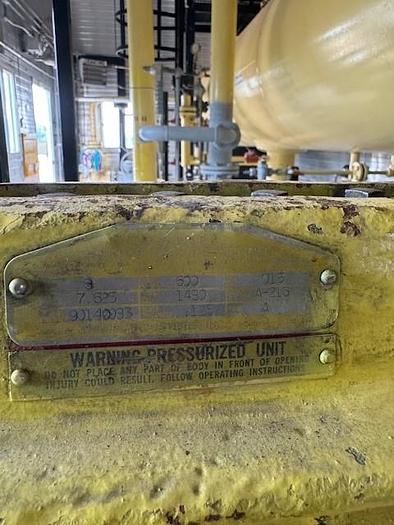 8 600 013
7.625 1480 A-216
90140093 .125 A
WARNING-PRESSURIZED UNIT
DO NOT PLACE ANY PART OF BODY IN FRONT OF OPENING
INJURY COULD RESULT. FOLLOW OPERATING INSTRUCTIONS